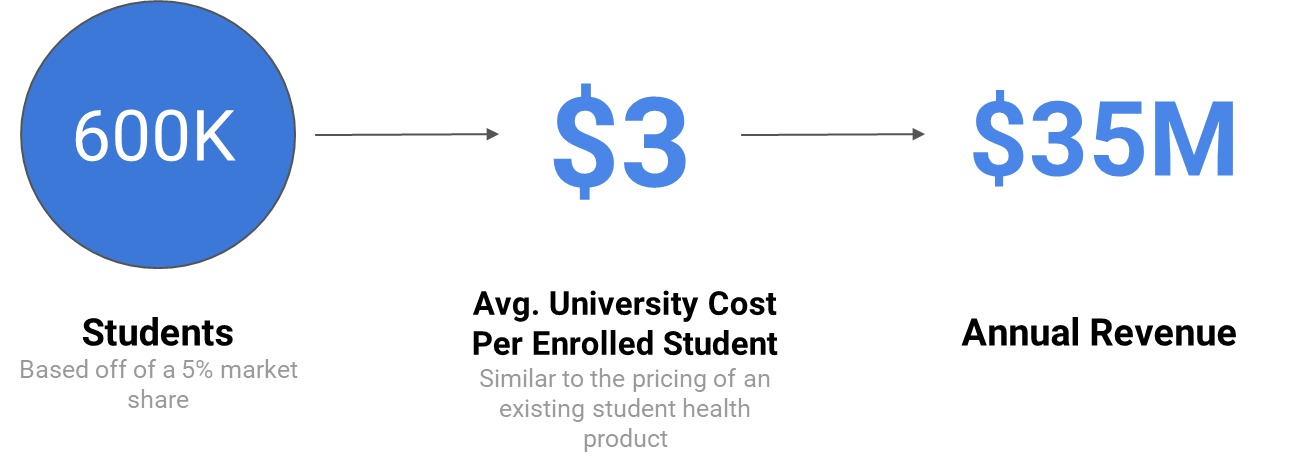 600K
$3
$35M
Students
Based off of a 5% market
share
Avg. University Cost
Per Enrolled Student
Similar to the pricing of an
existing student health
product
Annual Revenue